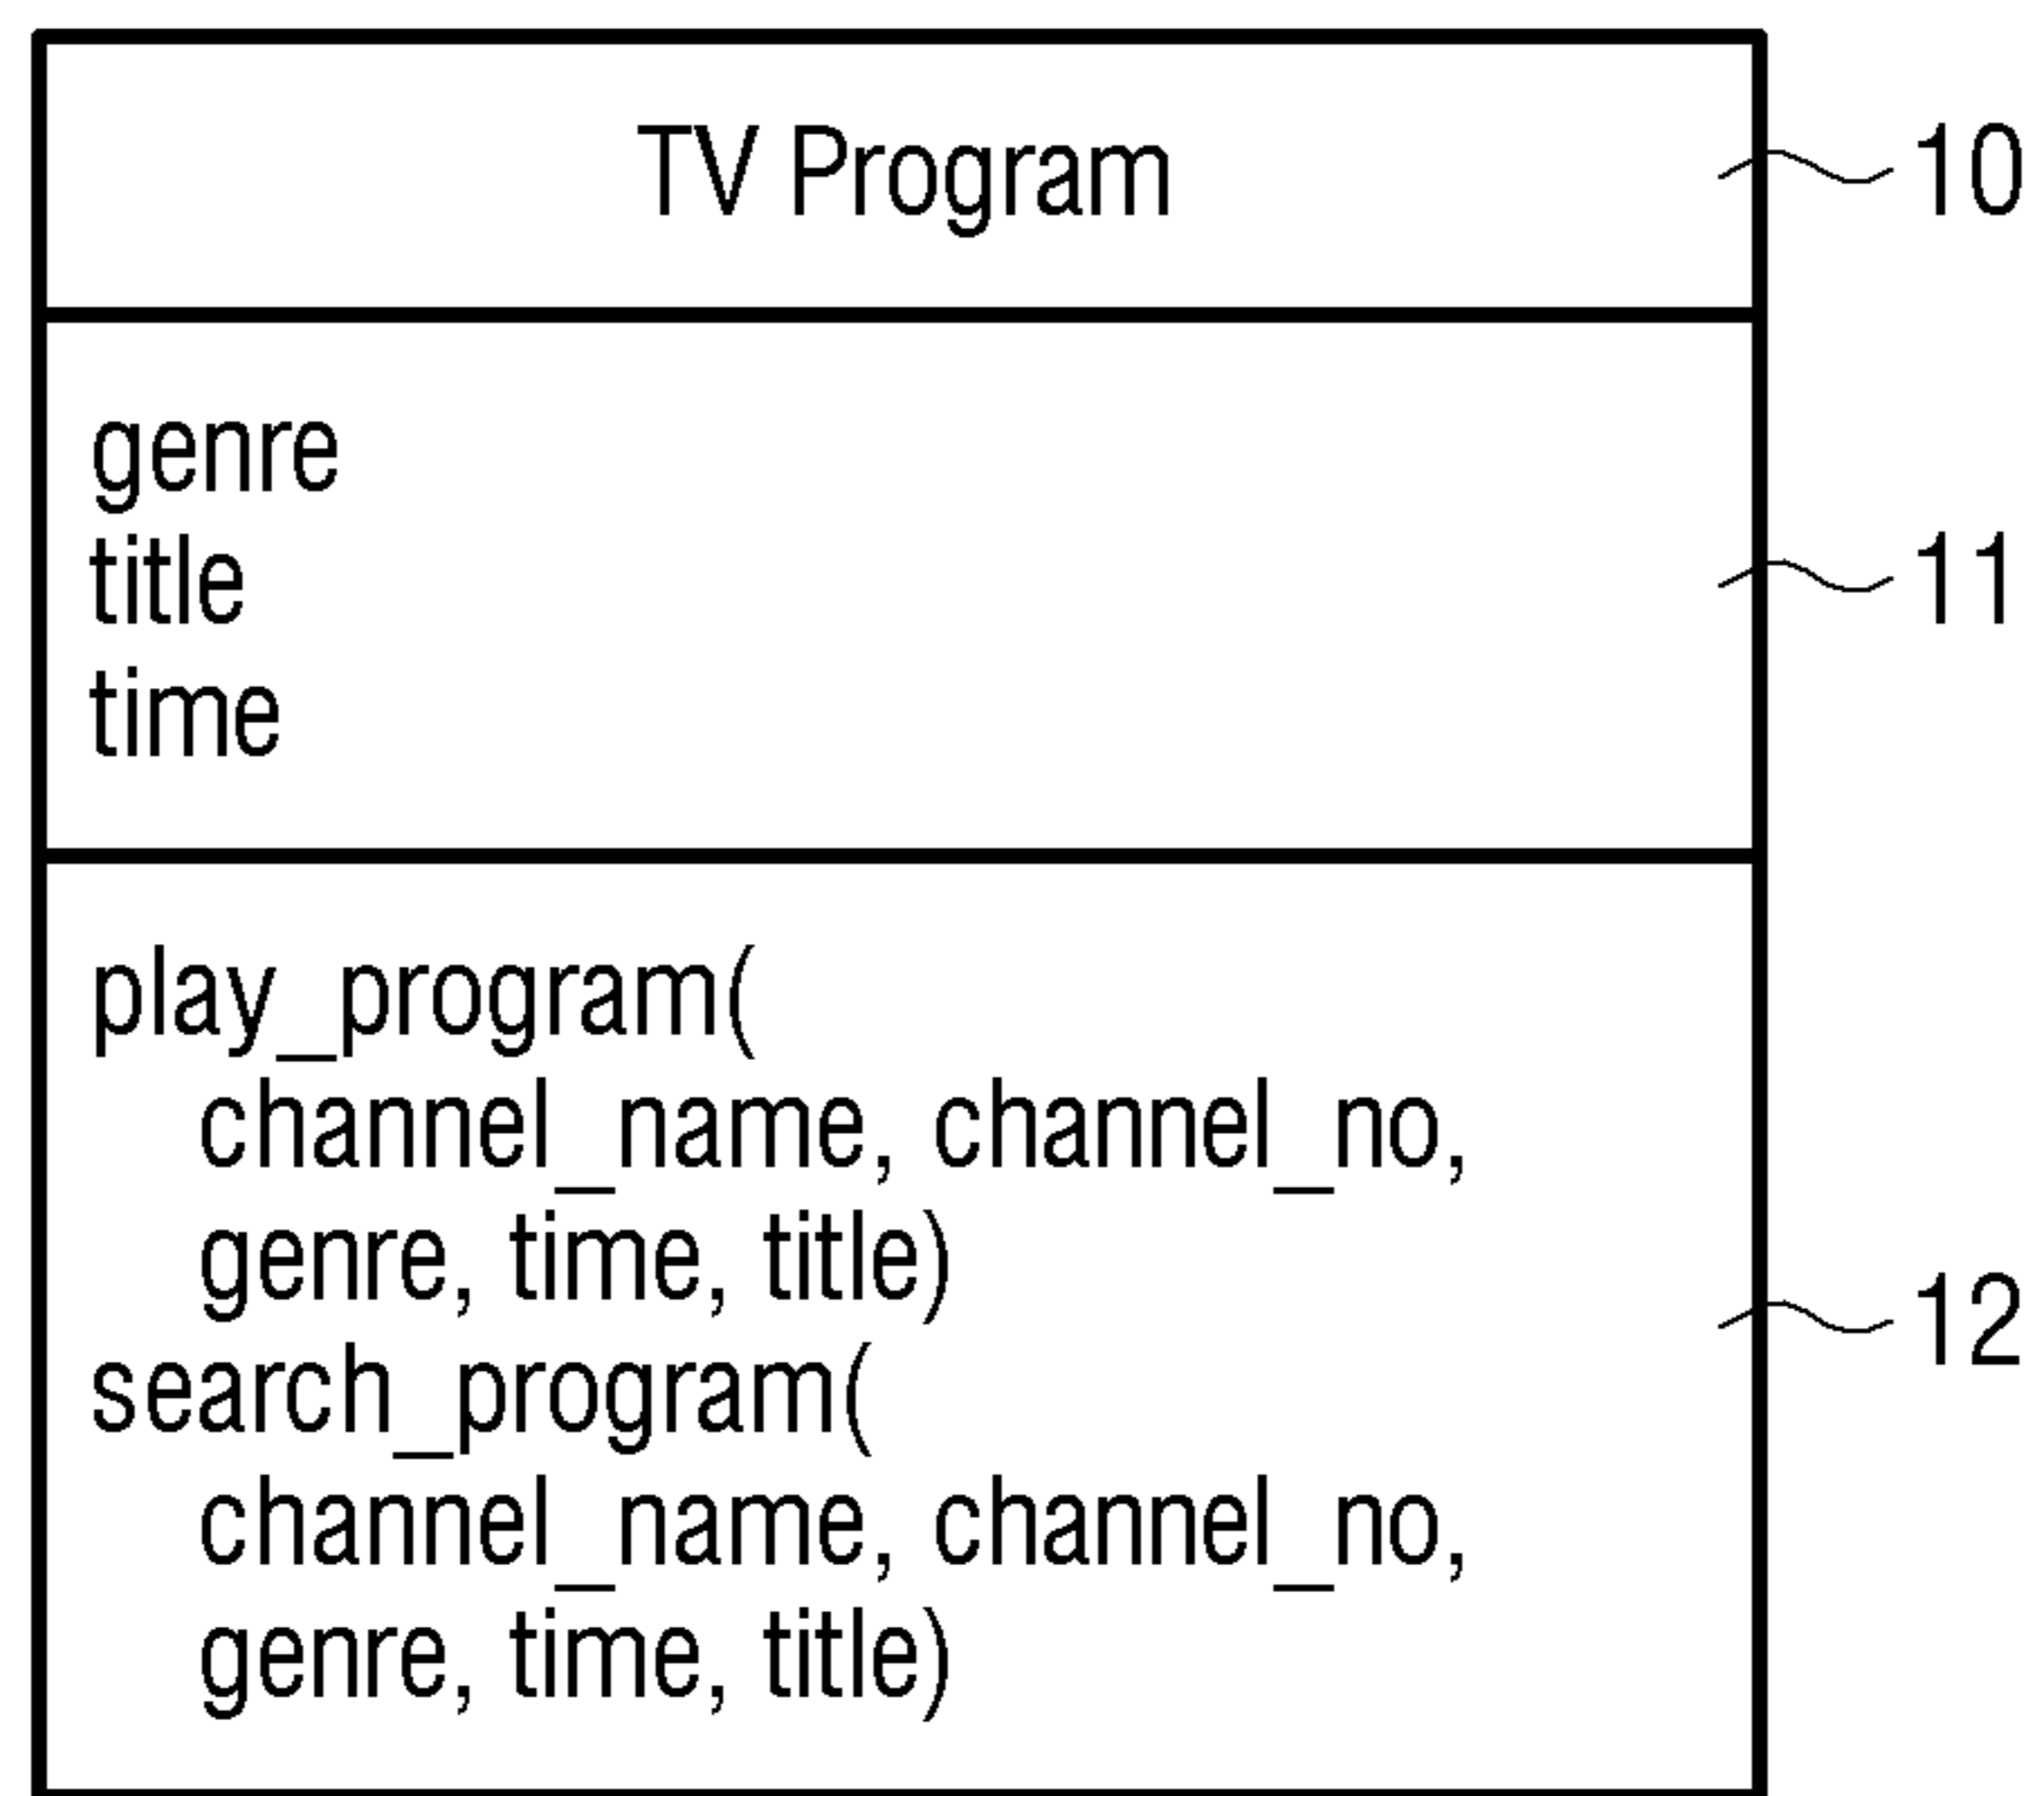 TV Program 10
genre
title 11
time
play_program(
channel_name, channel_no,
genre, time, title)
12
search_program(
channel_name, channel_no,
genre, time, title)